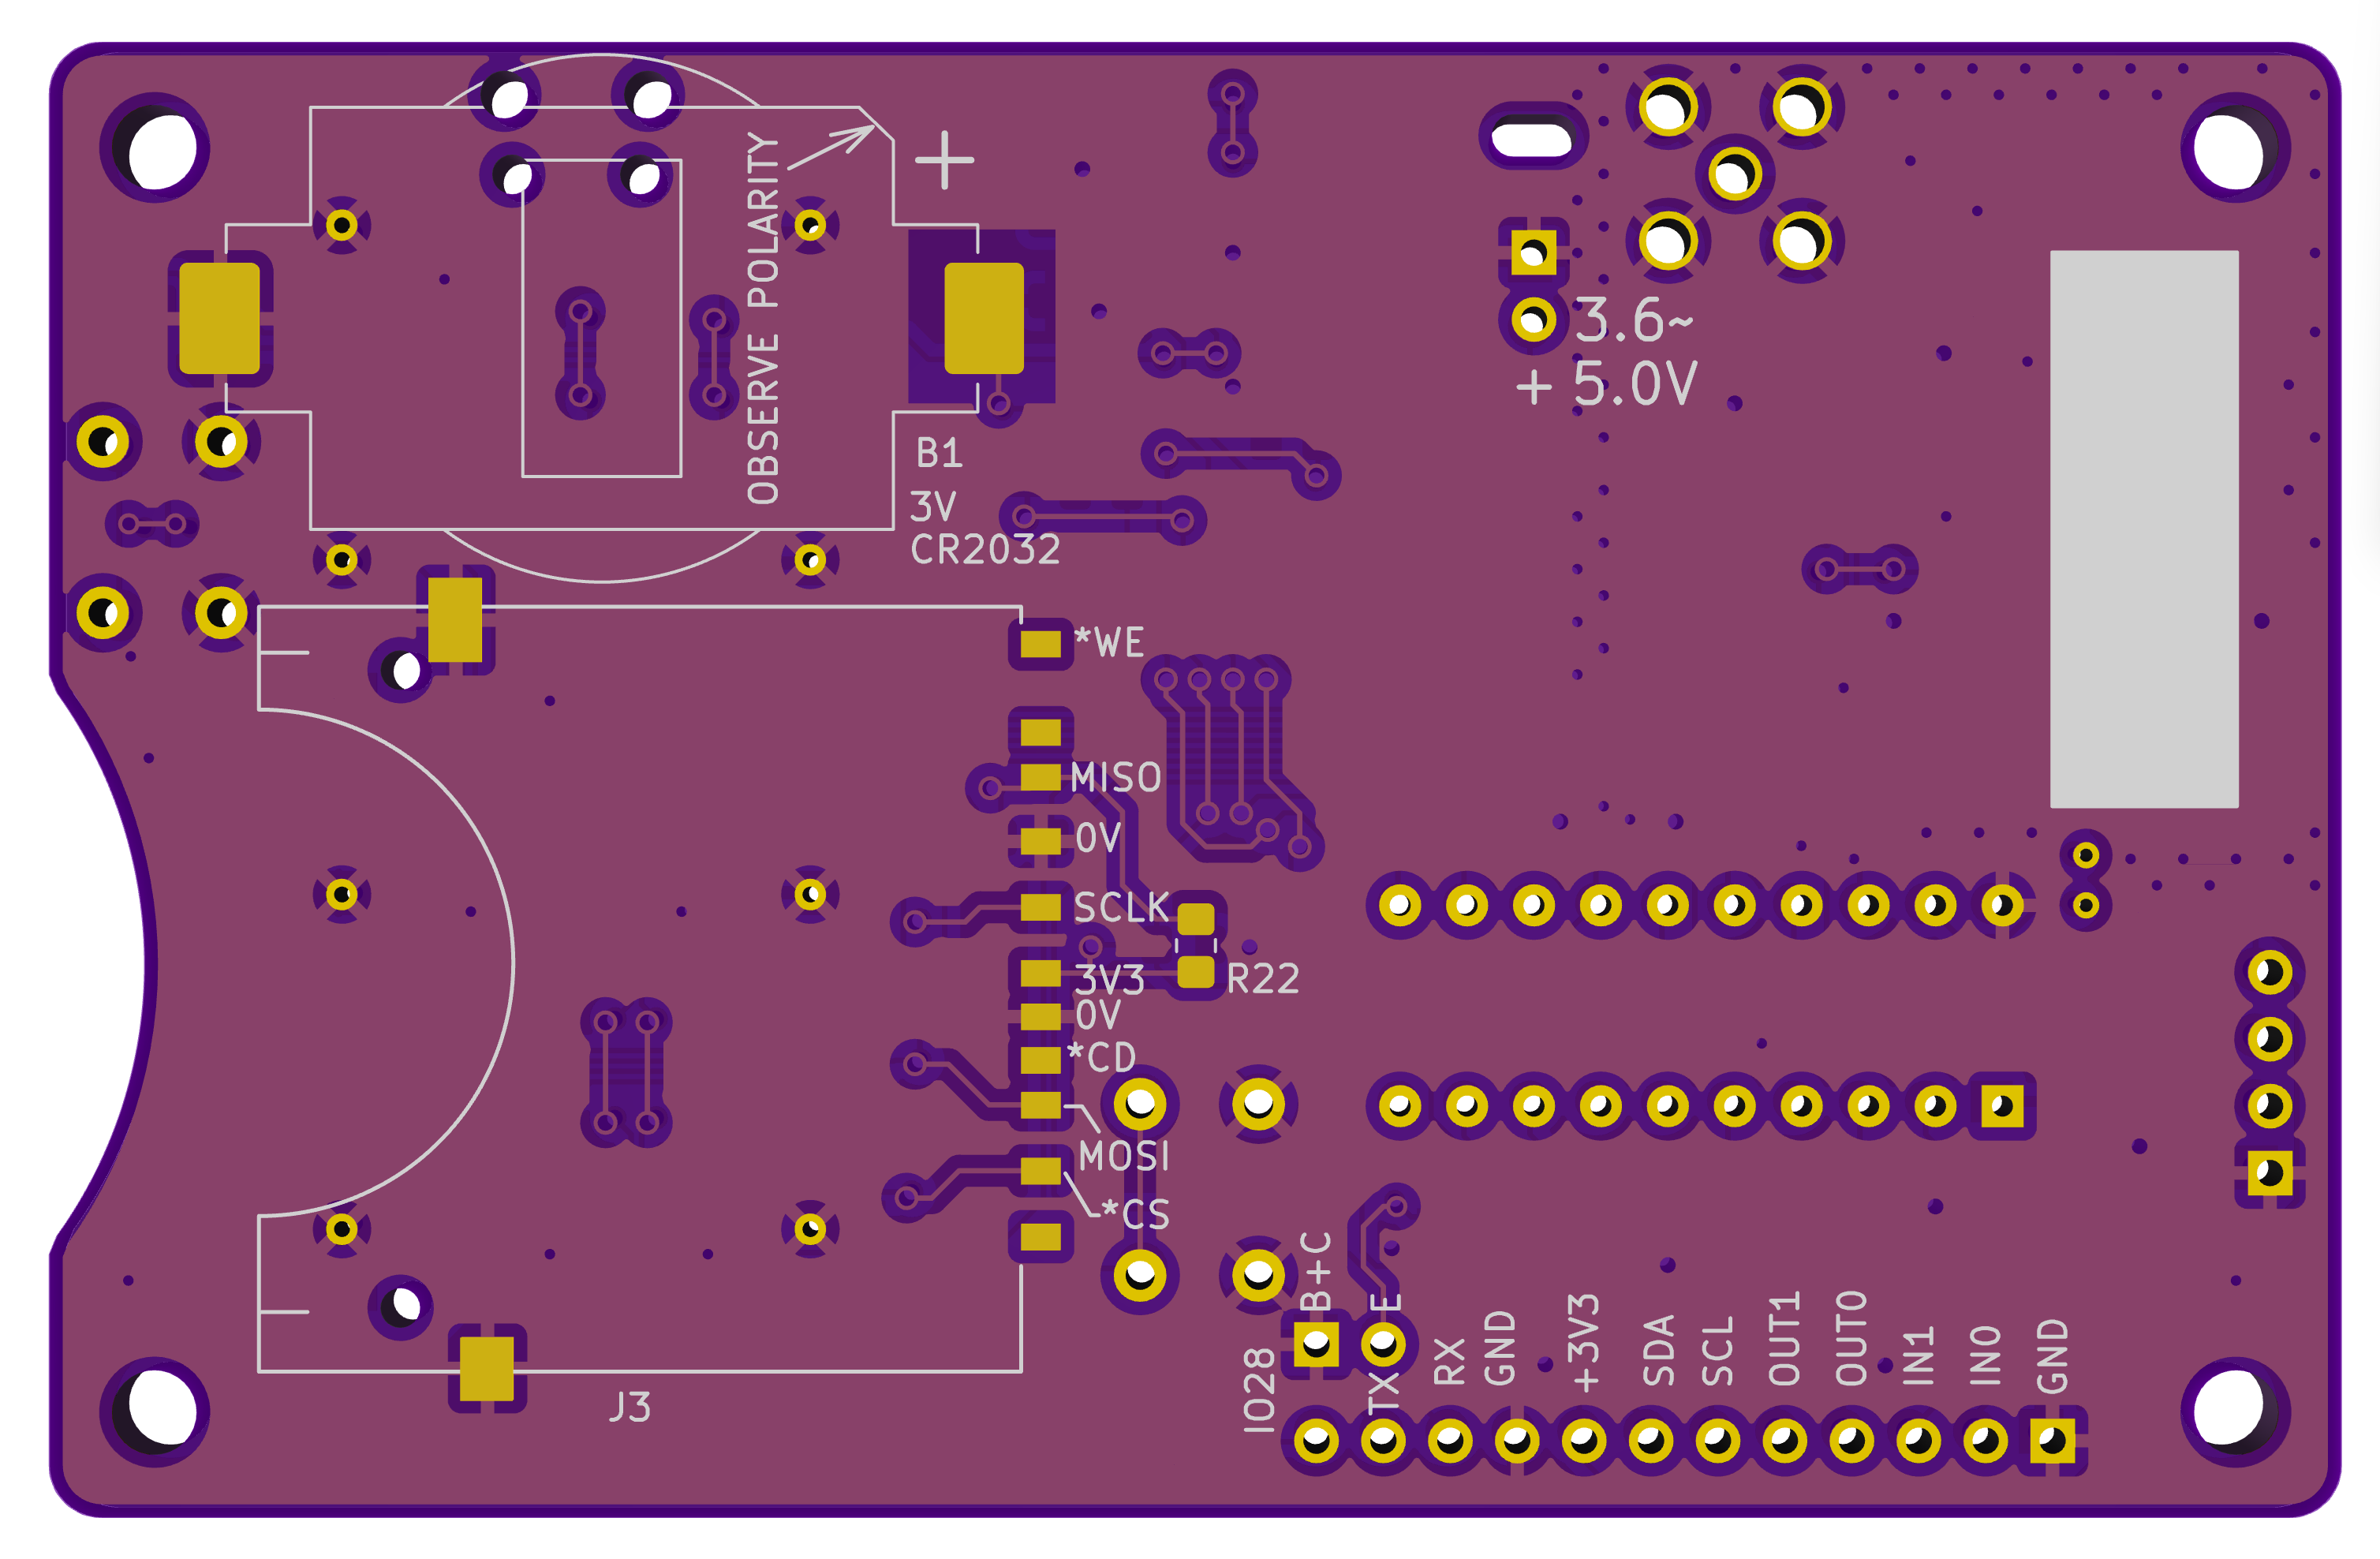 OBSERVE POLARITY
+
3.6~
+ 5.0V
B1
3V
CR2032
*WE
MISO
0V
SCLK
3V3
R22
0V
*CD
MOSI
*CS
J3
B+C
E
IO28
TX
RX
GND
+3V3
SDA
SCL
OUT1
OUT0
IN1
IN0
GND